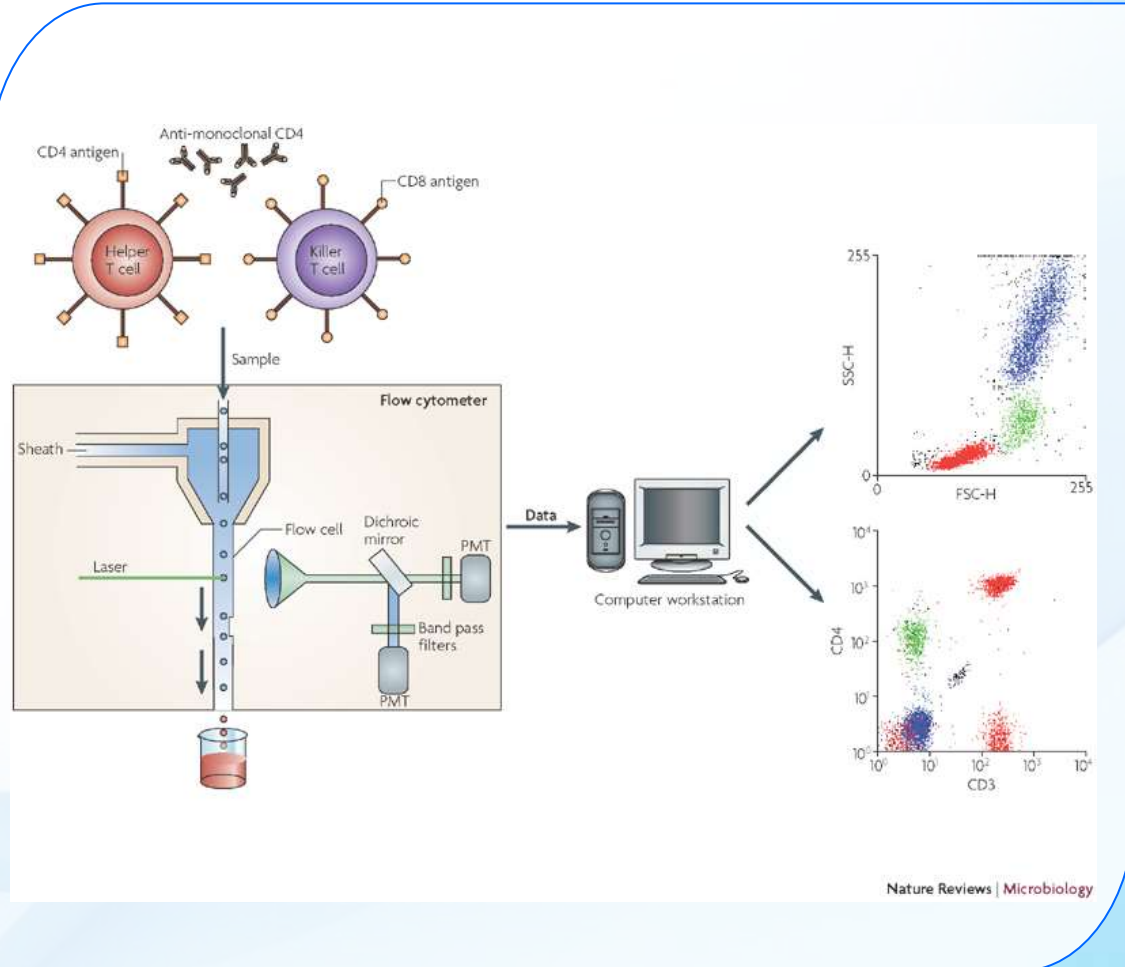 Anti-monoclonal CD4
CD4 antigen
CD8 antigen
Helper
T cell
Killer
T cell
Sample
Flow cytometer
Sheath
Flow cell
Dichroic
mirror
PMT
Laser
Band pass
filters
PMT
Data
Computer workstation
255
SSC-H
0
0
FSC-H
255
10⁴
10³
CD4
10²
10¹
10⁰
10⁰
10¹
10²
10³
10⁴
CD3
Nature Reviews | Microbiology